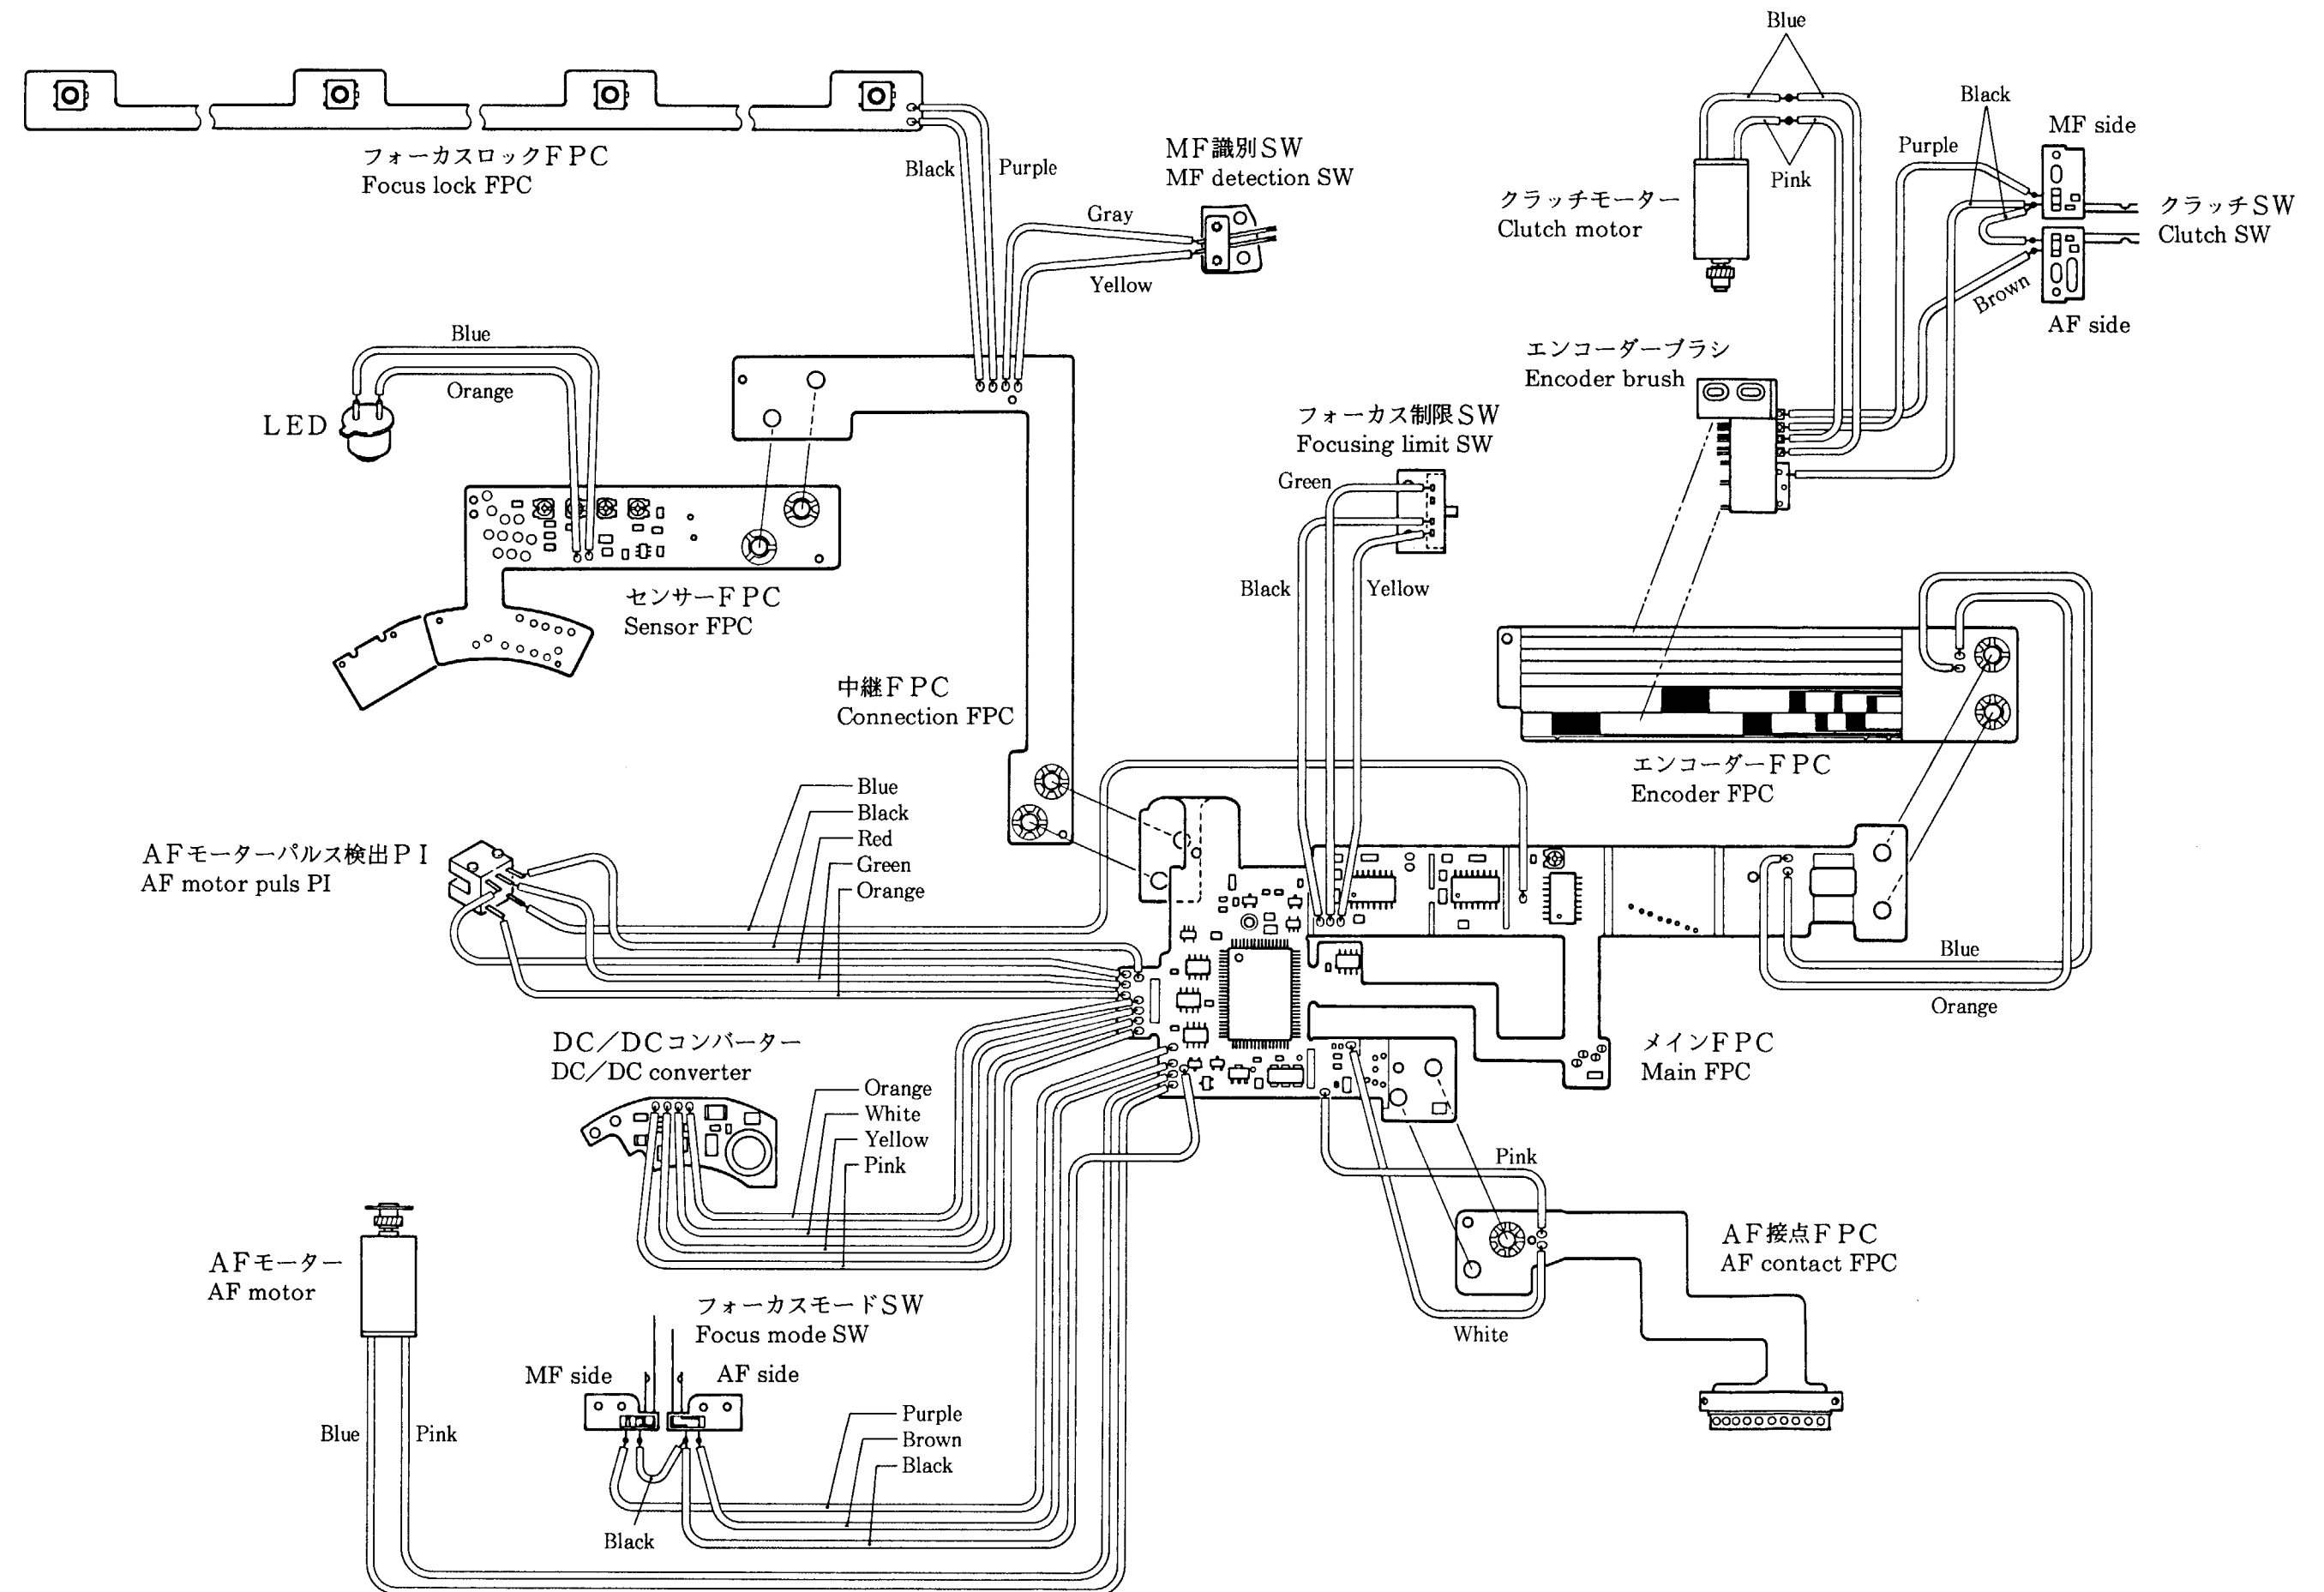 Blue
Black
MF side
Purple
フォーカスロックFPC
Focus lock FPC
Black
Purple
MF識別SW
MF detection SW
Pink
クラッチモーター
Clutch motor
クラッチSW
Clutch SW
Gray
Yellow
Brown
AF side
Blue
Orange
LED
エンコーダーブラシ
Encoder brush
フォーカス制限SW
Focusing limit SW
Green
Black
Yellow
センサーFPC
Sensor FPC
中継FPC
Connection FPC
エンコーダーFPC
Encoder FPC
Blue
Black
Red
Green
Orange
AFモーターパルス検出PI
AF motor puls PI
Blue
Orange
DC/DCコンバーター
DC/DC converter
メインFPC
Main FPC
Orange
White
Yellow
Pink
Pink
AFモーター
AF motor
AF接点FPC
AF contact FPC
フォーカスモードSW
Focus mode SW
White
MF side
AF side
Blue
Pink
Purple
Brown
Black
Black